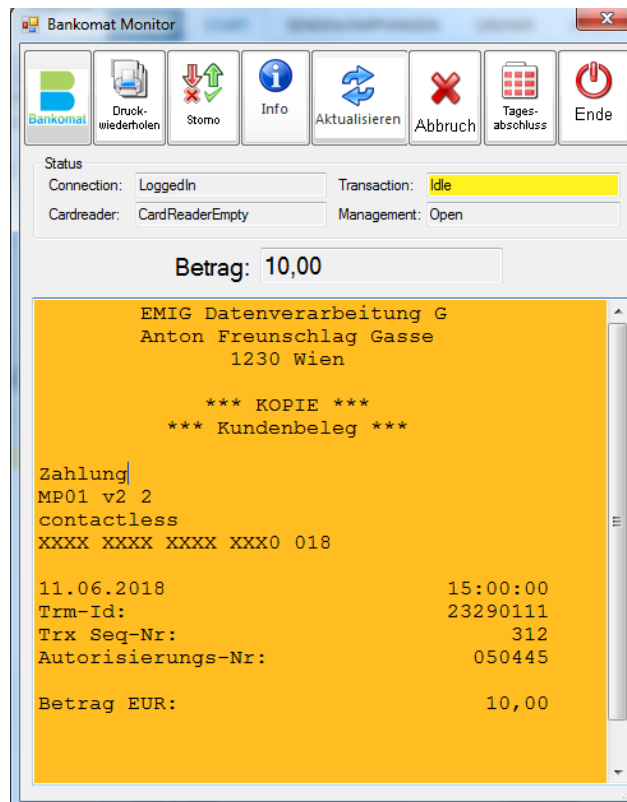 Bankomat Monitor
Bankomat
Druck-
wiederholen
Storno
Info
Aktualisieren
Abbruch
Tages-
abschluss
Ende
Status
Connection: LoggedIn Transaction: Idle
Cardreader: CardReaderEmpty Management: Open
Betrag: 10,00
EMIG Datenverarbeitung G
Anton Freunschlag Gasse
1230 Wien
*** KOPIE ***
*** Kundenbeleg ***
Zahlung
MP01 v2 2
contactless
XXXX XXXX XXXX XXX0 018
11.06.2018 15:00:00
Trm-Id: 23290111
Trx Seq-Nr: 312
Autorisierungs-Nr: 050445
Betrag EUR: 10,00